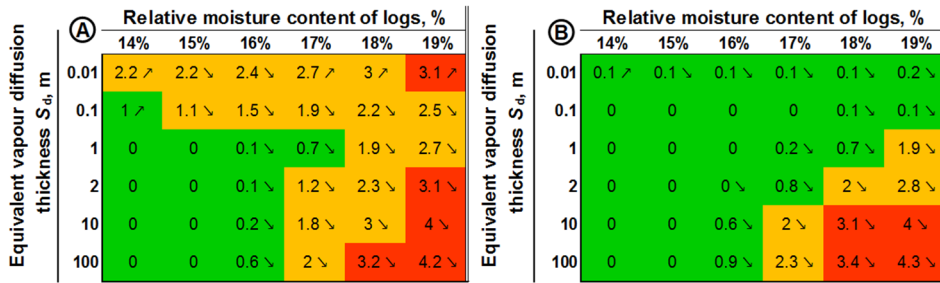 A
Relative moisture content of logs, %
14% 15% 16% 17% 18% 19%
Equivalent vapour diffusion
thickness Sd, m
0.01 2.2 ↗ 2.2 ↘ 2.4 ↘ 2.7 ↗ 3 ↗ 3.1 ↗
0.1 1 ↗ 1.1 ↘ 1.5 ↘ 1.9 ↘ 2.2 ↘ 2.5 ↘
1 0 0 0.1 ↘ 0.7 ↘ 1.9 ↘ 2.7 ↘
2 0 0 0.1 ↘ 1.2 ↘ 2.3 ↘ 3.1 ↘
10 0 0 0.2 ↘ 1.8 ↘ 3 ↘ 4 ↘
100 0 0 0.6 ↘ 2 ↘ 3.2 ↘ 4.2 ↘
B
Relative moisture content of logs, %
14% 15% 16% 17% 18% 19%
Equivalent vapour diffusion
thickness Sd, m
0.01 0.1 ↗ 0.1 ↘ 0.1 ↘ 0.1 ↘ 0.1 ↘ 0.2 ↘
0.1 0 0 0 0 0.1 ↘ 0.1 ↘
1 0 0 0 0.2 ↘ 0.7 ↘ 1.9 ↘
2 0 0 0 ↘ 0.8 ↘ 2 ↘ 2.8 ↘
10 0 0 0.6 ↘ 2 ↘ 3.1 ↘ 4 ↘
100 0 0 0.9 ↘ 2.3 ↘ 3.4 ↘ 4.3 ↘